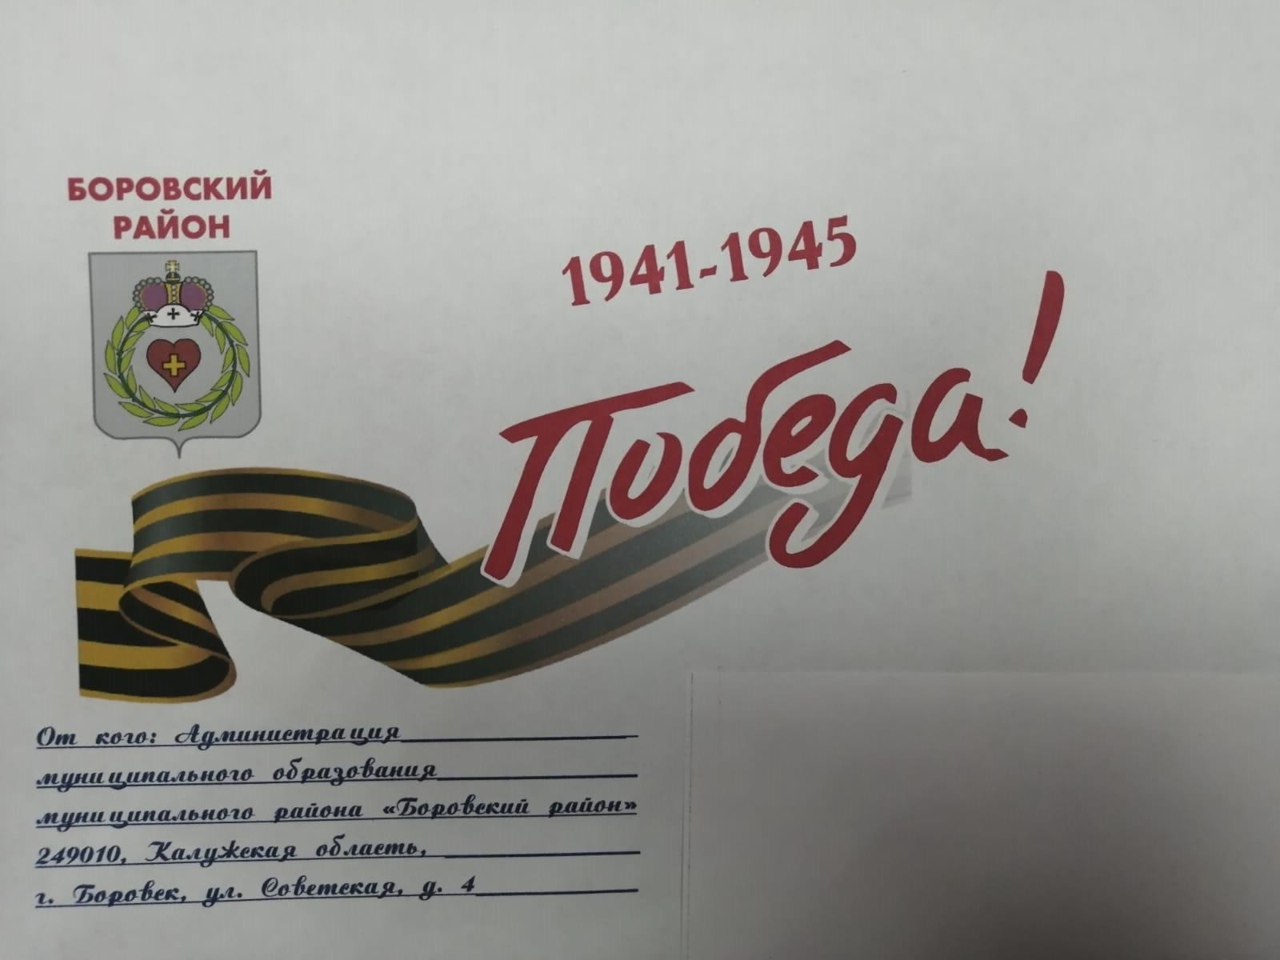 БОРОВСКИЙ
РАЙОН
1941-1945
Победа!
От кого: Администрация
муниципального образования
муниципального района «Боровский район»
249010, Калужская область,
г. Боровск, ул. Советская, д. 4